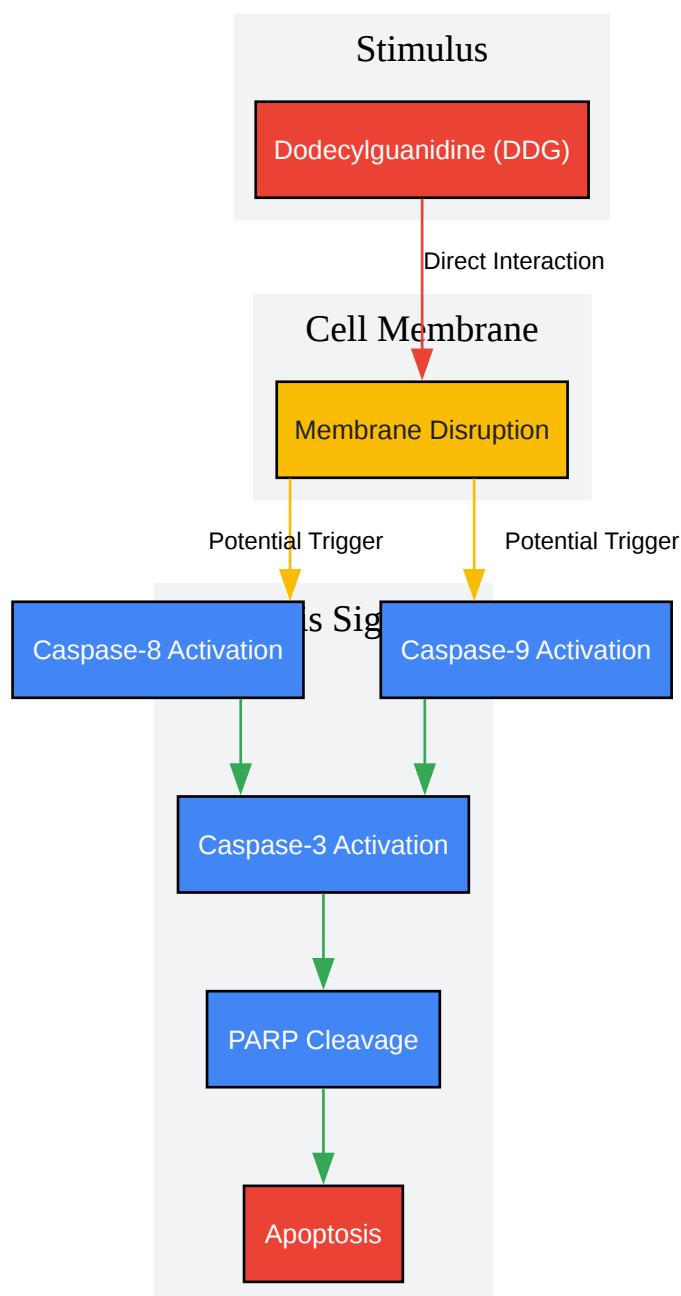 Stimulus
Dodecylguanidine (DDG)
Direct Interaction
Cell Membrane
Membrane Disruption
Potential Trigger
Potential Trigger
Caspase-8 Activation
Caspase-9 Activation
Caspase-3 Activation
PARP Cleavage
Apoptosis